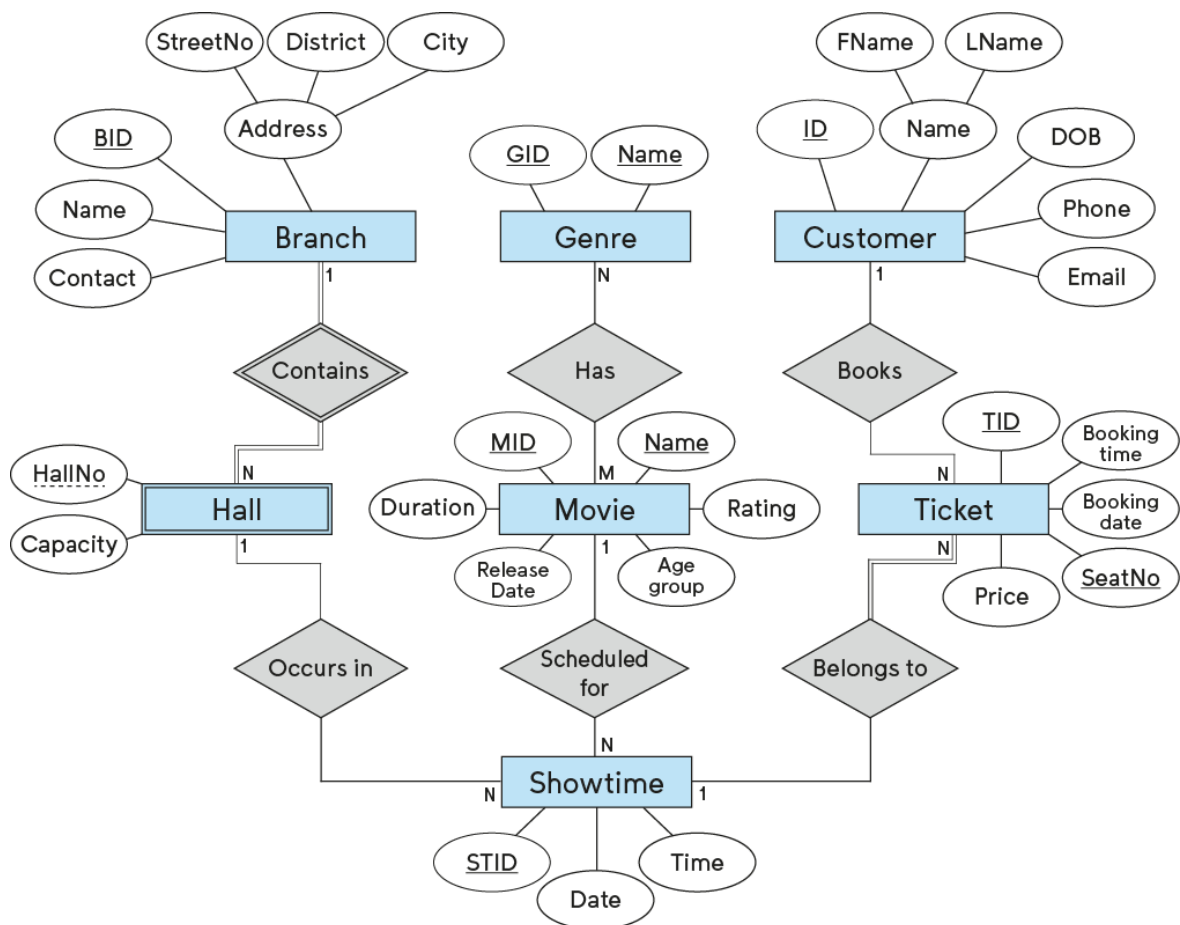 StreetNo
District
City
FName
LName
BID
Address
ID
Name
DOB
GID
Name
Name
Phone
Branch
Genre
Customer
Contact
Email
1
N
1
Contains
Has
Books
MID
Name
TID
Booking
time
HallNo
N
M
N
Hall
Duration
Movie
Rating
Ticket
Booking
date
Capacity
1
Release
Date
1
Age
group
N
Price
SeatNo
Occurs in
Scheduled
for
Belongs to
N
Showtime
N
1
STID
Time
Date